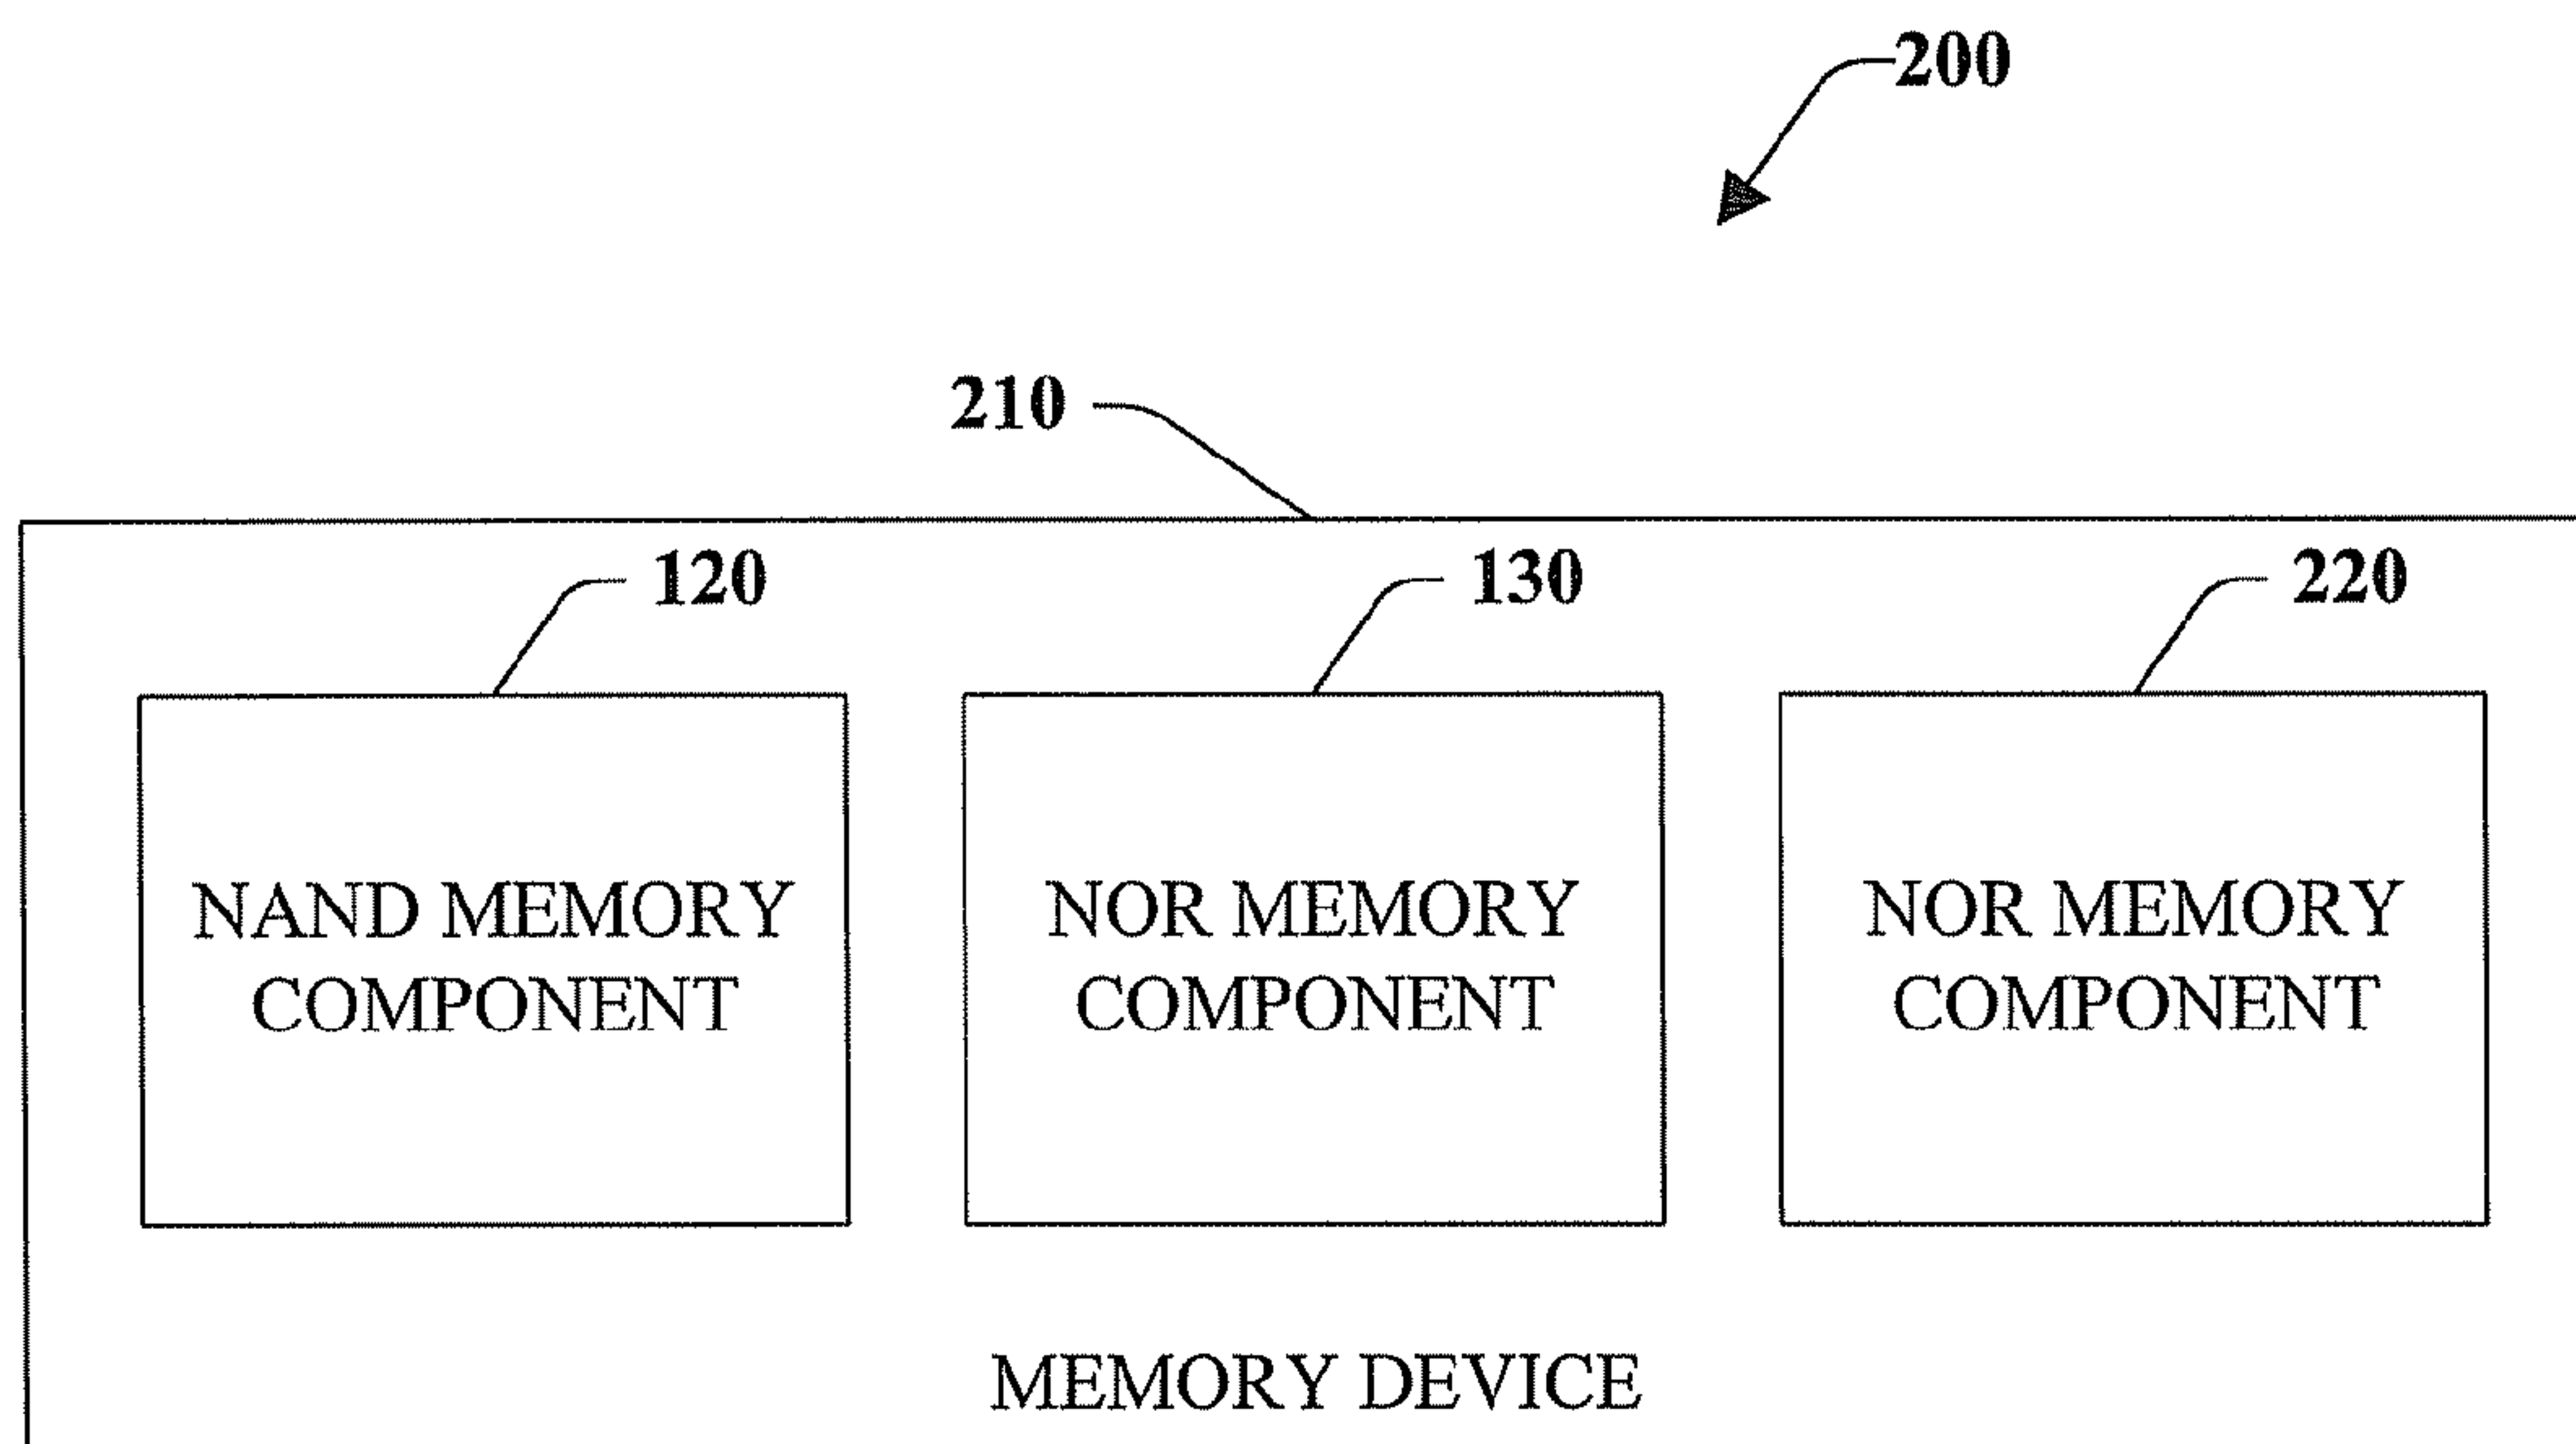 200
210
120
130
220
NAND MEMORY
COMPONENT
NOR MEMORY
COMPONENT
NOR MEMORY
COMPONENT
MEMORY DEVICE